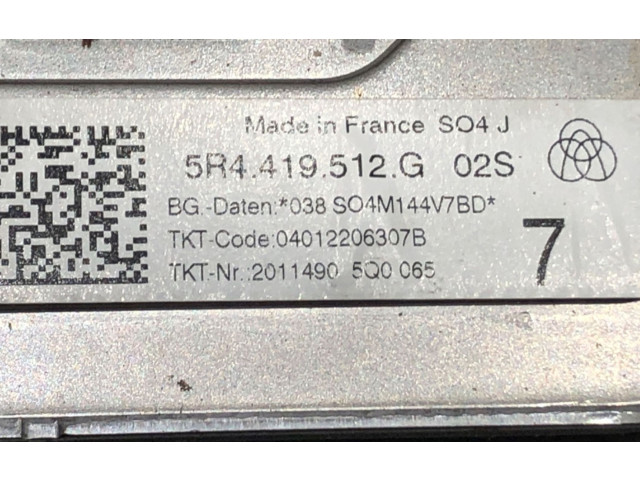 Made in France SO4 J
5R4.419.512.G 02S
BG.-Daten:*038 SO4M144V7BD*
TKT-Code:04012206307B
TKT-Nr.:2011490 5Q0 065
7